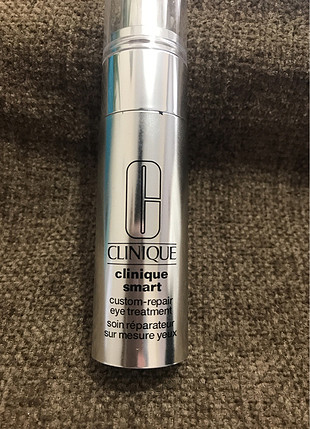 C
CLINIQUE
clinique
smart
custom-repair
eye treatment
soin réparateur
sur mesure yeux